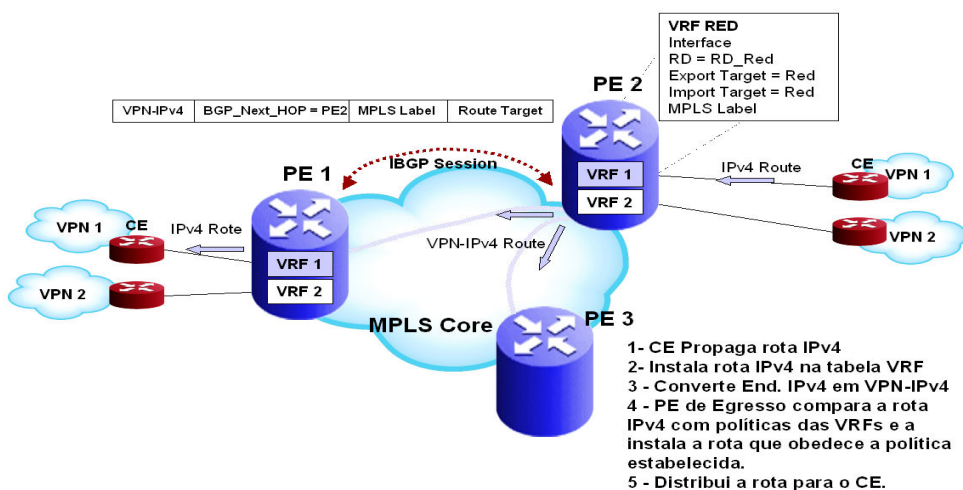 VRF RED
Interface
RD = RD_Red
Export Target = Red
Import Target = Red
MPLS Label
PE 2
VPN-IPv4 BGP_Next_HOP = PE2 MPLS Label Route Target
IBGP Session
PE 1
VRF 1
VRF 2
IPv4 Route
CE
VPN 1
VPN 2
VPN 1
CE
IPv4 Rote
VPN 2
VRF 1
VRF 2
VPN-IPv4 Route
MPLS Core
PE 3
1- CE Propaga rota IPv4
2- Instala rota IPv4 na tabela VRF
3 - Converte End. IPv4 em VPN-IPv4
4 - PE de Egresso compara a rota
IPv4 com políticas das VRFs e a
instala a rota que obedece a política
estabelecida.
5 - Distribui a rota para o CE.